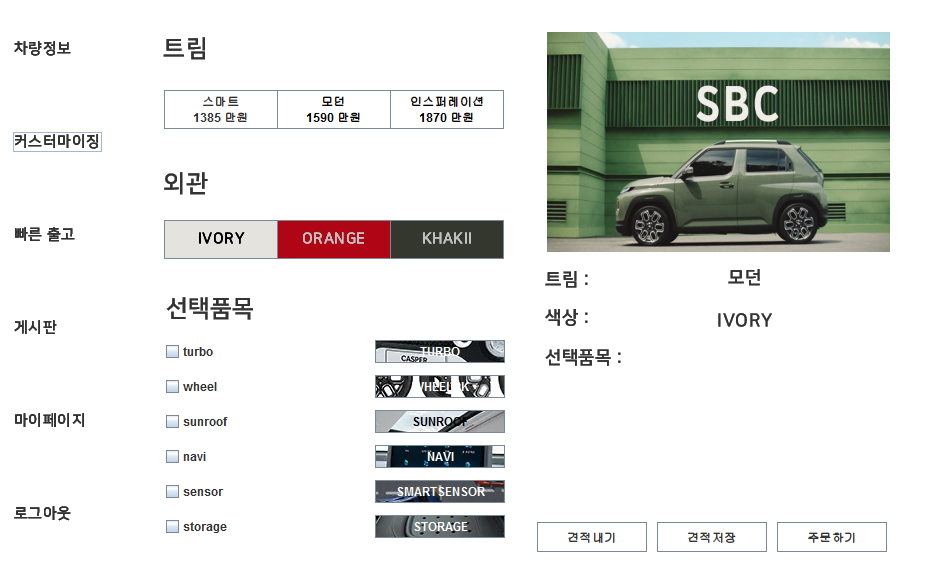 차량정보
커스터마이징
빠른 출고
게시판
마이페이지
로그아웃
트림
스마트
1385 만원
모던
1590 만원
인스퍼레이션
1870 만원
외관
IVORY
ORANGE
KHAKII
선택품목
turbo
TURBO
CASPER
wheel
sunroof
SUNROOF
navi
NAVI
sensor
SMARTSENSOR
storage
STORAGE
SBC
트림 :
모던
색상 :
IVORY
선택품목 :
견적내기
견적저장
주문하기